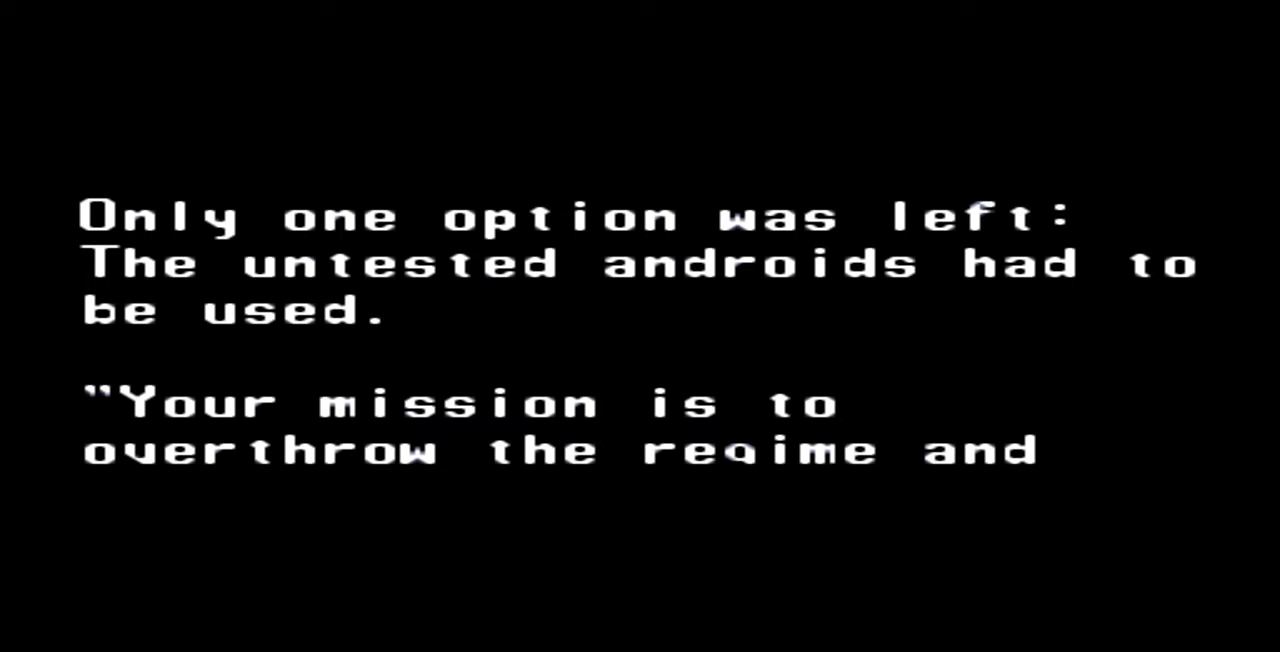 Only one option was left:
The untested androids had to
be used.
"Your mission is to
overthrow the regime and